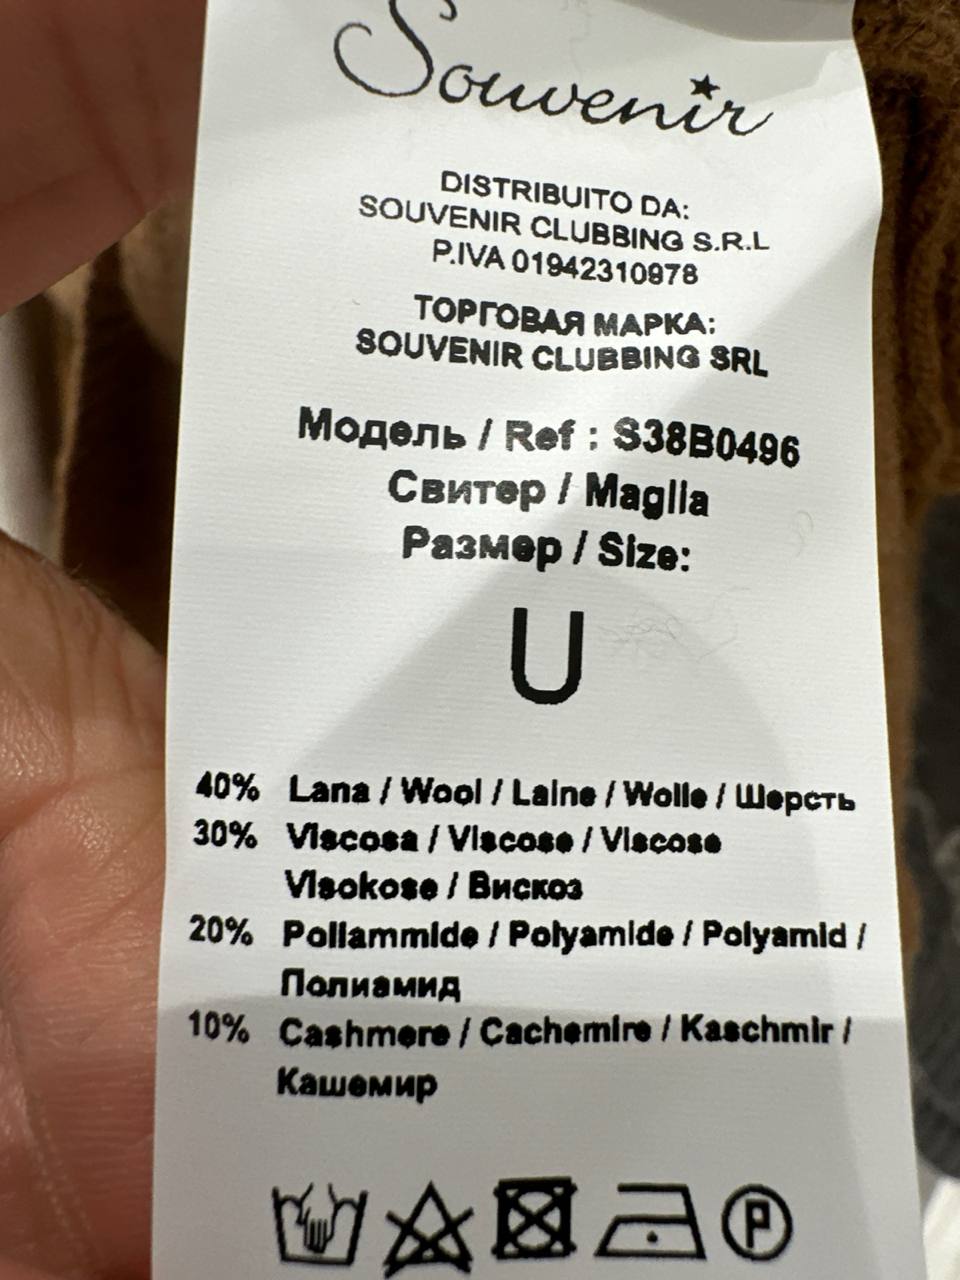 Souvenir
DISTRIBUITO DA:
SOUVENIR CLUBBING S.R.L
P.IVA 01942310978
ТОРГОВАЯ МАРКА:
SOUVENIR CLUBBING SRL
Модель / Ref : S38B0496
Свитер / Maglia
Размер / Size:
U
40% Lana / Wool / Laine / Wolle / Шерсть
30% Viscosa / Viscose / Viscose
Visokose / Вискоз
20% Poliammide / Polyamide / Polyamid /
Полиамид
10% Cashmere / Cachemire / Kaschmir /
Кашемир
P